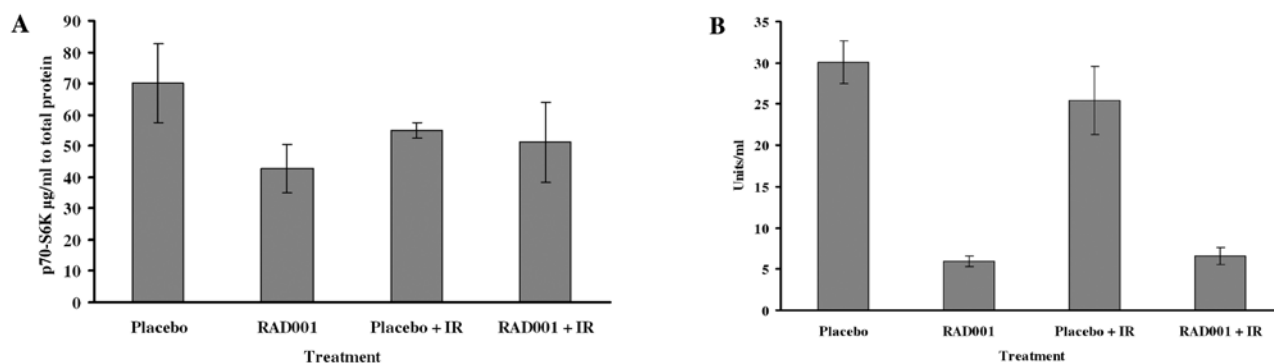 A
p70-S6K µg/ml to total protein
90
80
70
60
50
40
30
20
10
0
Placebo RAD001 Placebo + IR RAD001 + IR
Treatment
B
Units/ml
35
30
25
20
15
10
5
0
Placebo RAD001 Placebo + IR RAD001 + IR
Treatment